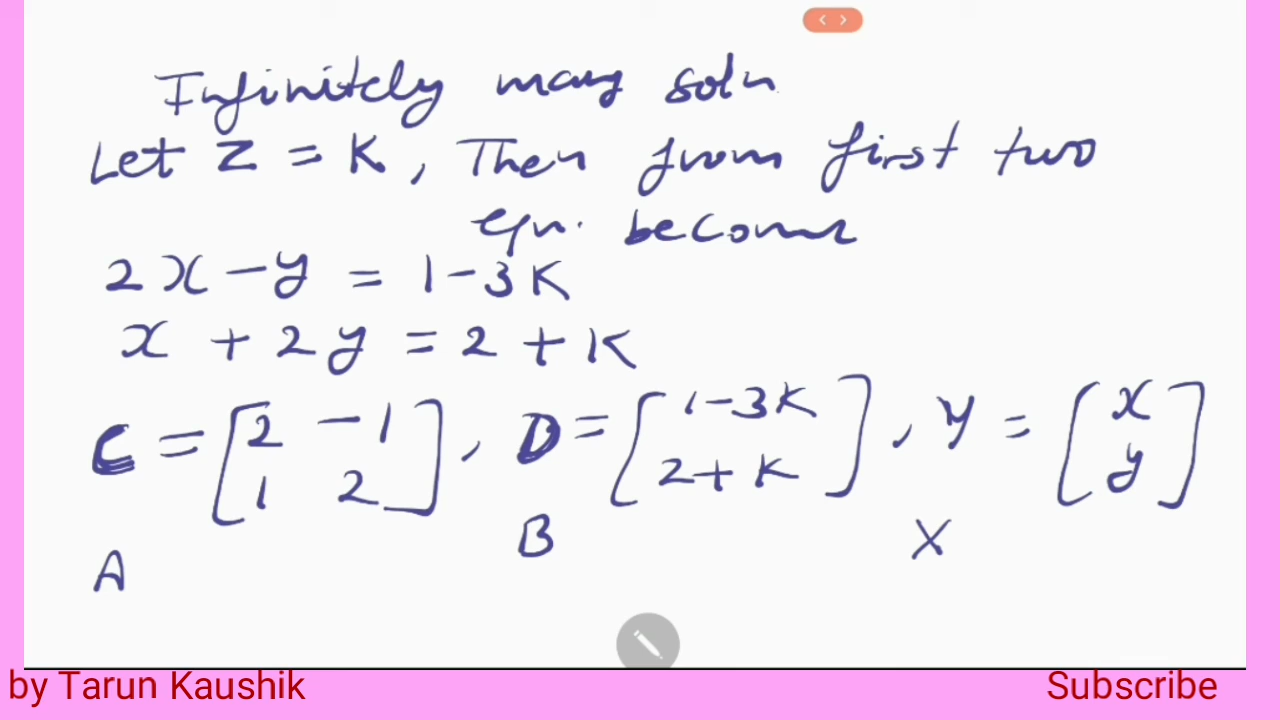 < >
Infinitely many soln
Let z = K, Then from first two
eqn. become
2x - y = 1 - 3K
x + 2y = 2 + K
C = [2 -1; 1 2], D = [1-3K; 2+K], Y = [x; y]
A B X
by Tarun Kaushik Subscribe